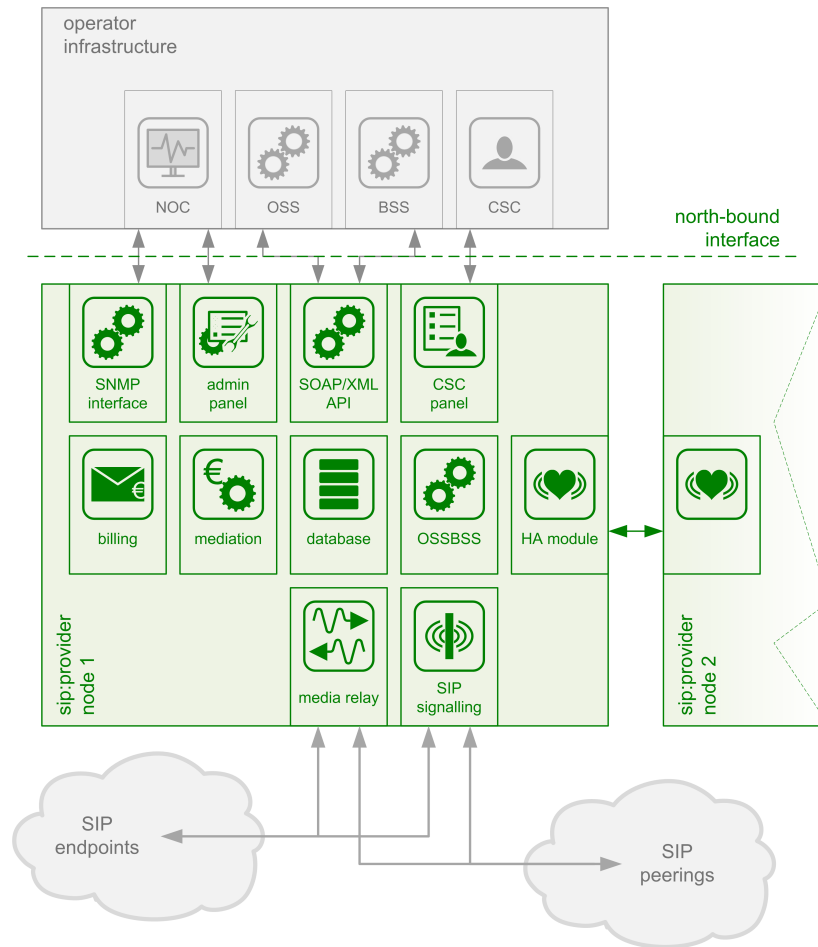 operator
infrastructure
NOC
OSS
BSS
CSC
north-bound
interface
SNMP
interface
admin
panel
SOAP/XML
API
CSC
panel
€
€
billing
mediation
database
OSSBSS
HA module
media relay
SIP
signalling
sip:provider
node 1
sip:provider
node 2
SIP
endpoints
SIP
peerings